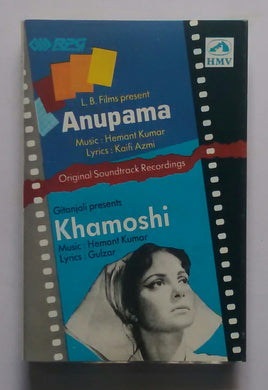 RPG
HMV
L. B. Films present
Anupama
Music : Hemant Kumar
Lyrics : Kaifi Azmi
Original Soundtrack Recordings
Gitanjali presents
Khamoshi
Music : Hemant Kumar
Lyrics : Gulzar